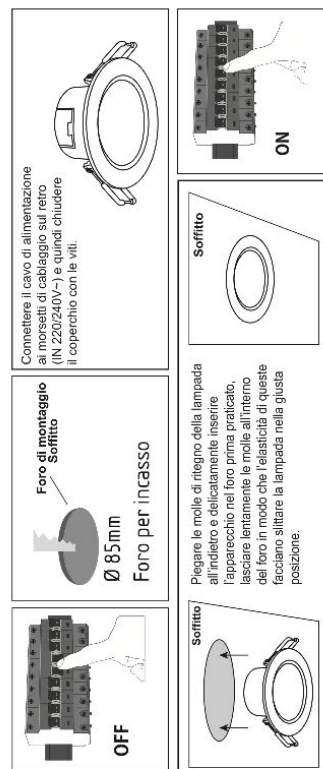 OFF
Foro di montaggio
Soffitto
Ø 85mm
Foro per incasso
Connettere il cavo di alimentazione
ai morsetti di cablaggio sul retro
(IN 220/240V~) e quindi chiudere
il coperchio con le viti.
Soffitto
Piegare le molle di ritegno della lampada
all'indietro e delicatamente inserire
l'apparecchio nel foro prima praticato,
lasciare lentamente le molle all'interno
del foro in modo che l'elasticità di queste
facciano slittare la lampada nella giusta
posizione.
Soffitto
ON